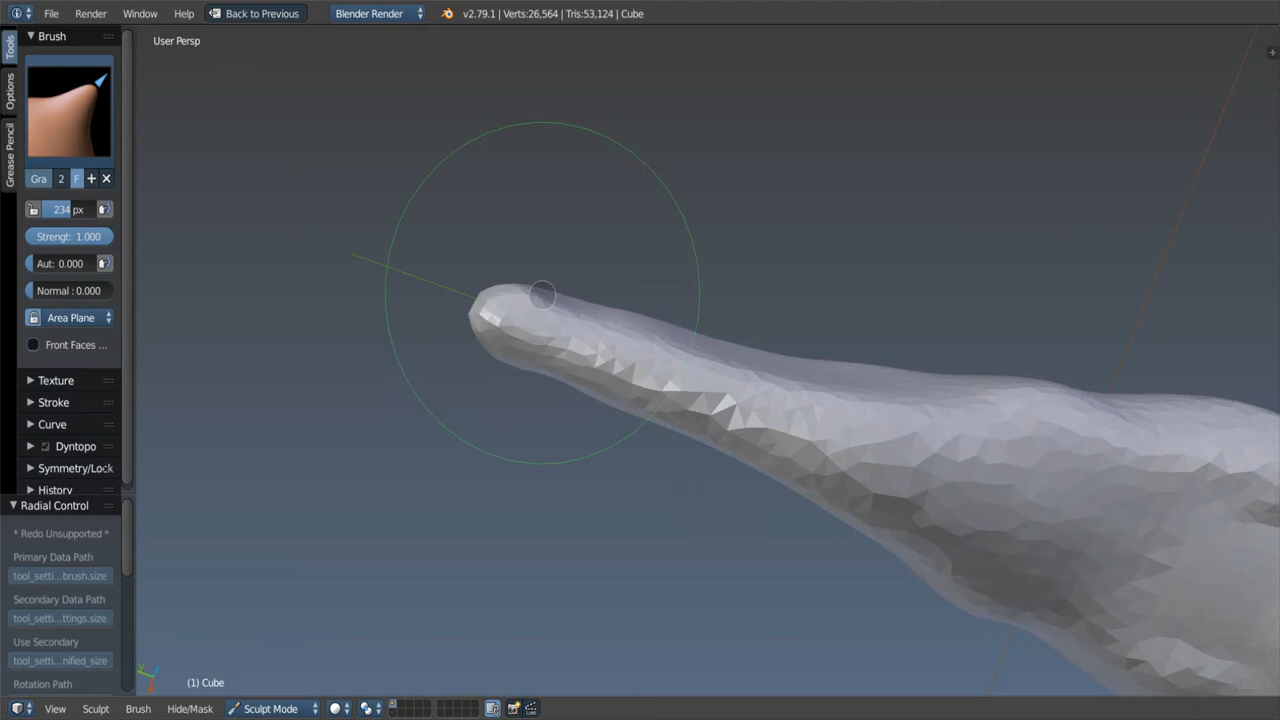 File Render Window Help Back to Previous Blender Render v2.79.1 | Verts:26,564 | Tris:53,124 | Cube
Tools
Options
Grease Pencil
Brush
User Persp
Gra 2 F
234 px
Strengt: 1.000
Aut: 0.000
Normal : 0.000
Area Plane
Front Faces ...
Texture
Stroke
Curve
Dyntopo
Symmetry/Lock
History
Radial Control
* Redo Unsupported *
Primary Data Path
tool_setti...brush.size
Secondary Data Path
tool_setti...ttings.size
Use Secondary
tool_setti...nified_size
Rotation Path
y z
(1) Cube
View Sculpt Brush Hide/Mask Sculpt Mode